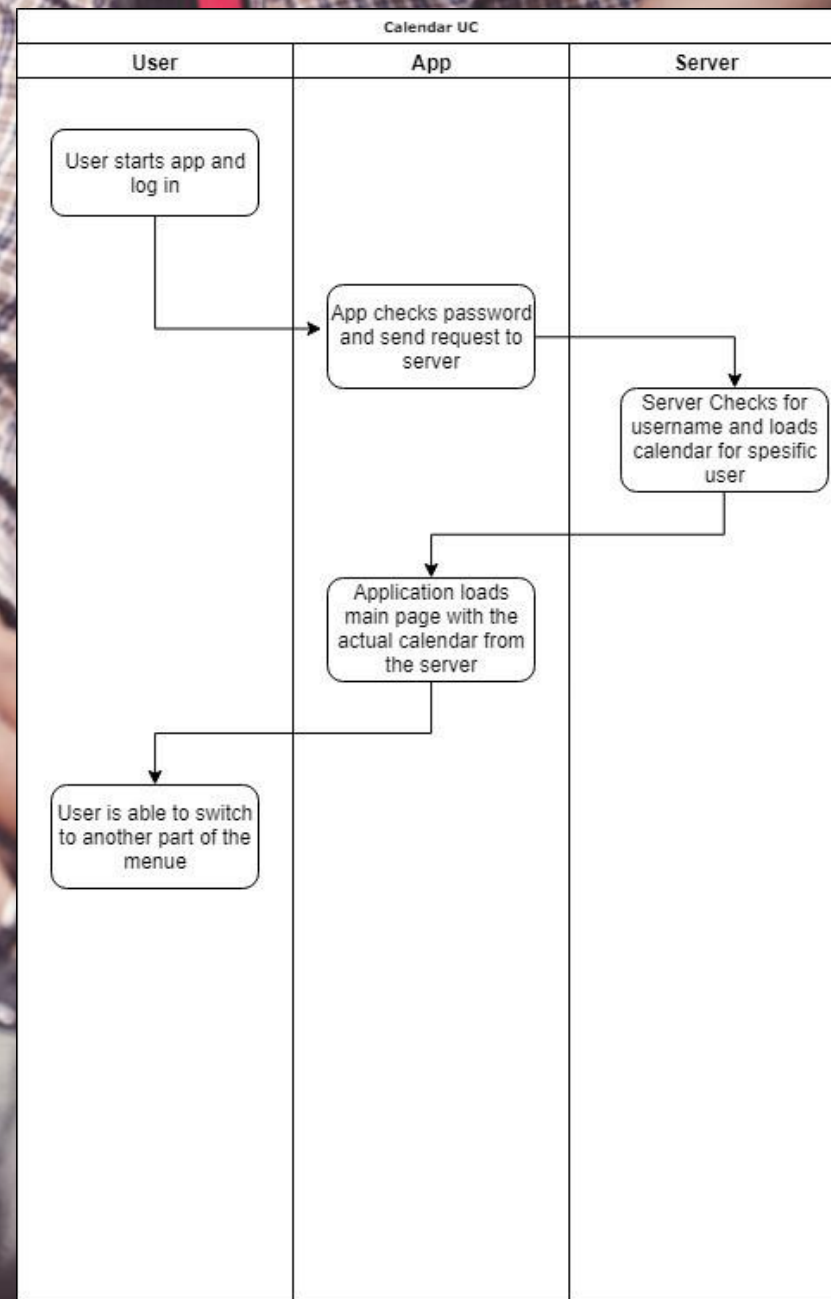 Calendar UC
User
App
Server
User starts app and
log in
App checks password
and send request to
server
Server Checks for
username and loads
calendar for spesific
user
Application loads
main page with the
actual calendar from
the server
User is able to switch
to another part of the
menue